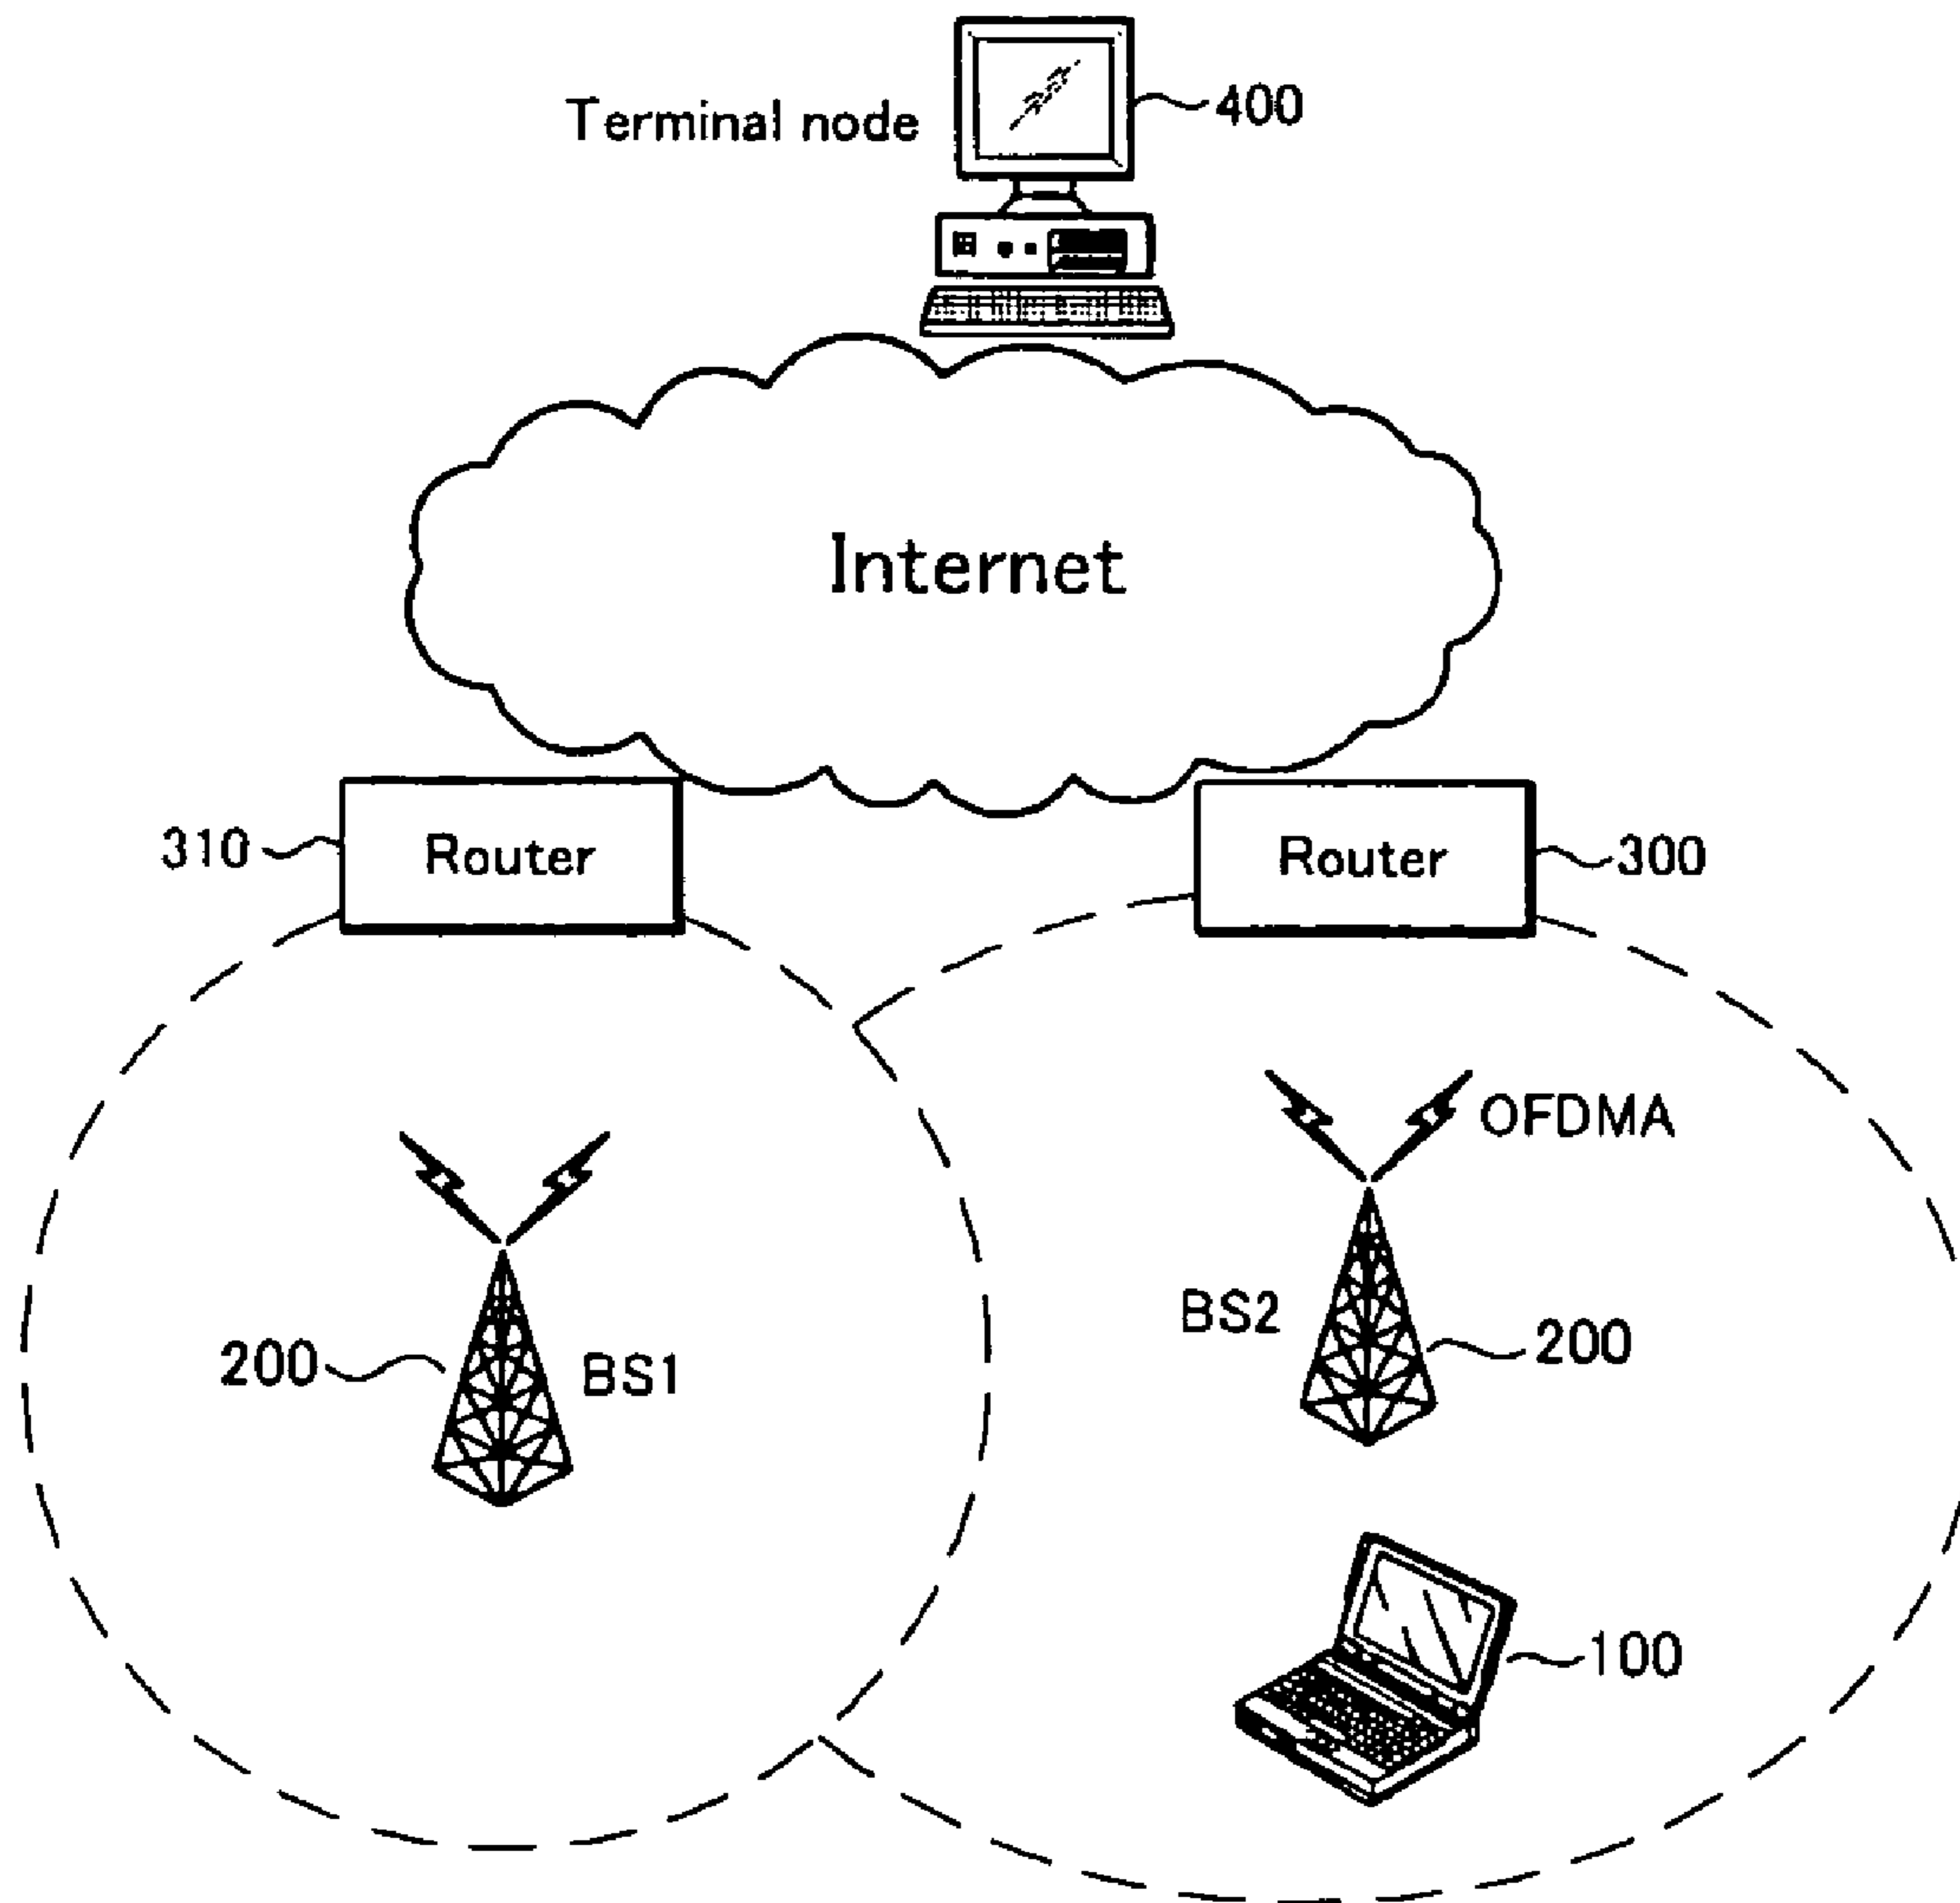 Terminal node
400
Internet
310
Router
Router
300
OFDMA
BS2
200
200
BS1
100